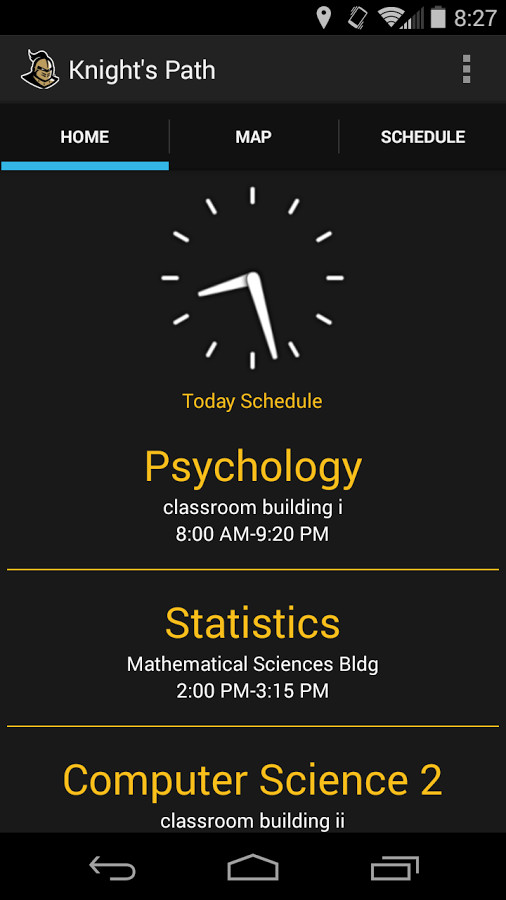 8:27
Knight's Path
HOME MAP SCHEDULE
Today Schedule
Psychology
classroom building i
8:00 AM-9:20 PM
Statistics
Mathematical Sciences Bldg
2:00 PM-3:15 PM
Computer Science 2
classroom building ii